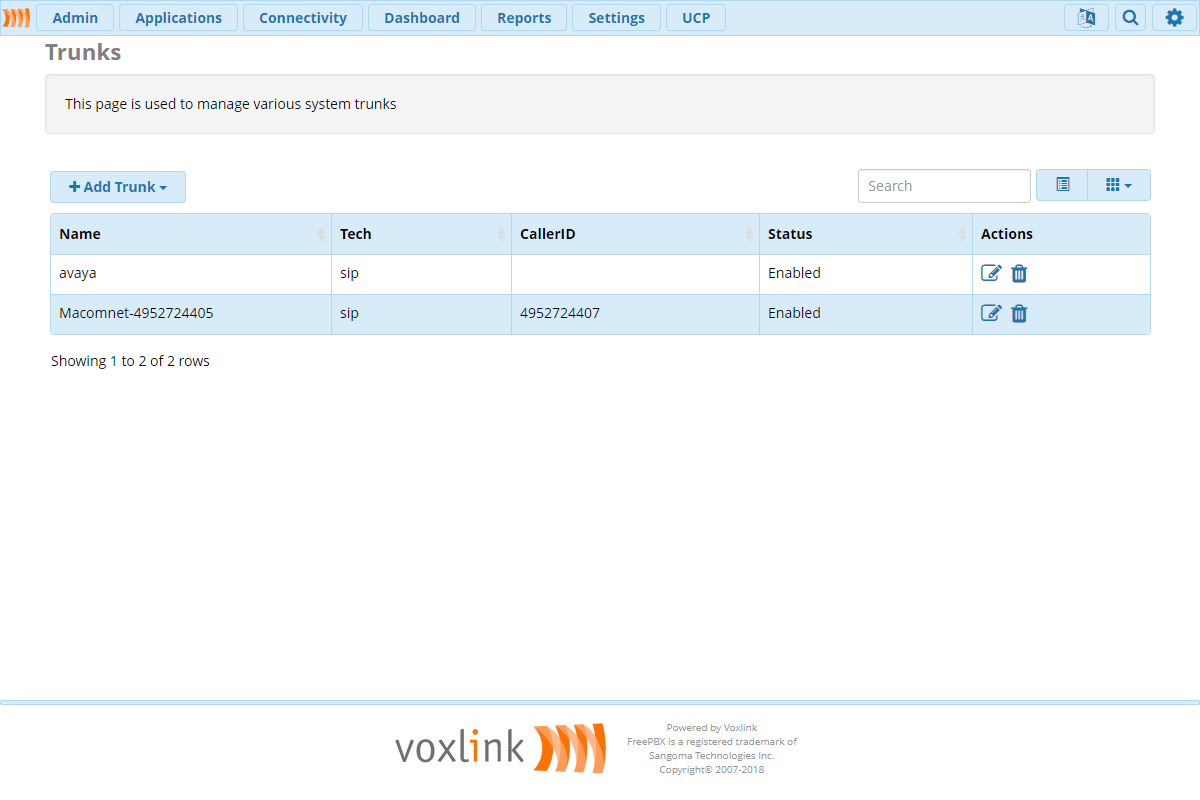 Admin Applications Connectivity Dashboard Reports Settings UCP
Trunks
This page is used to manage various system trunks
Add Trunk Search
Name Tech CallerID Status Actions
avaya sip Enabled
Macomnet-4952724405 sip 4952724407 Enabled
Showing 1 to 2 of 2 rows
voxlink
Powered by Voxlink
FreePBX is a registered trademark of
Sangoma Technologies Inc.
Copyright© 2007-2018